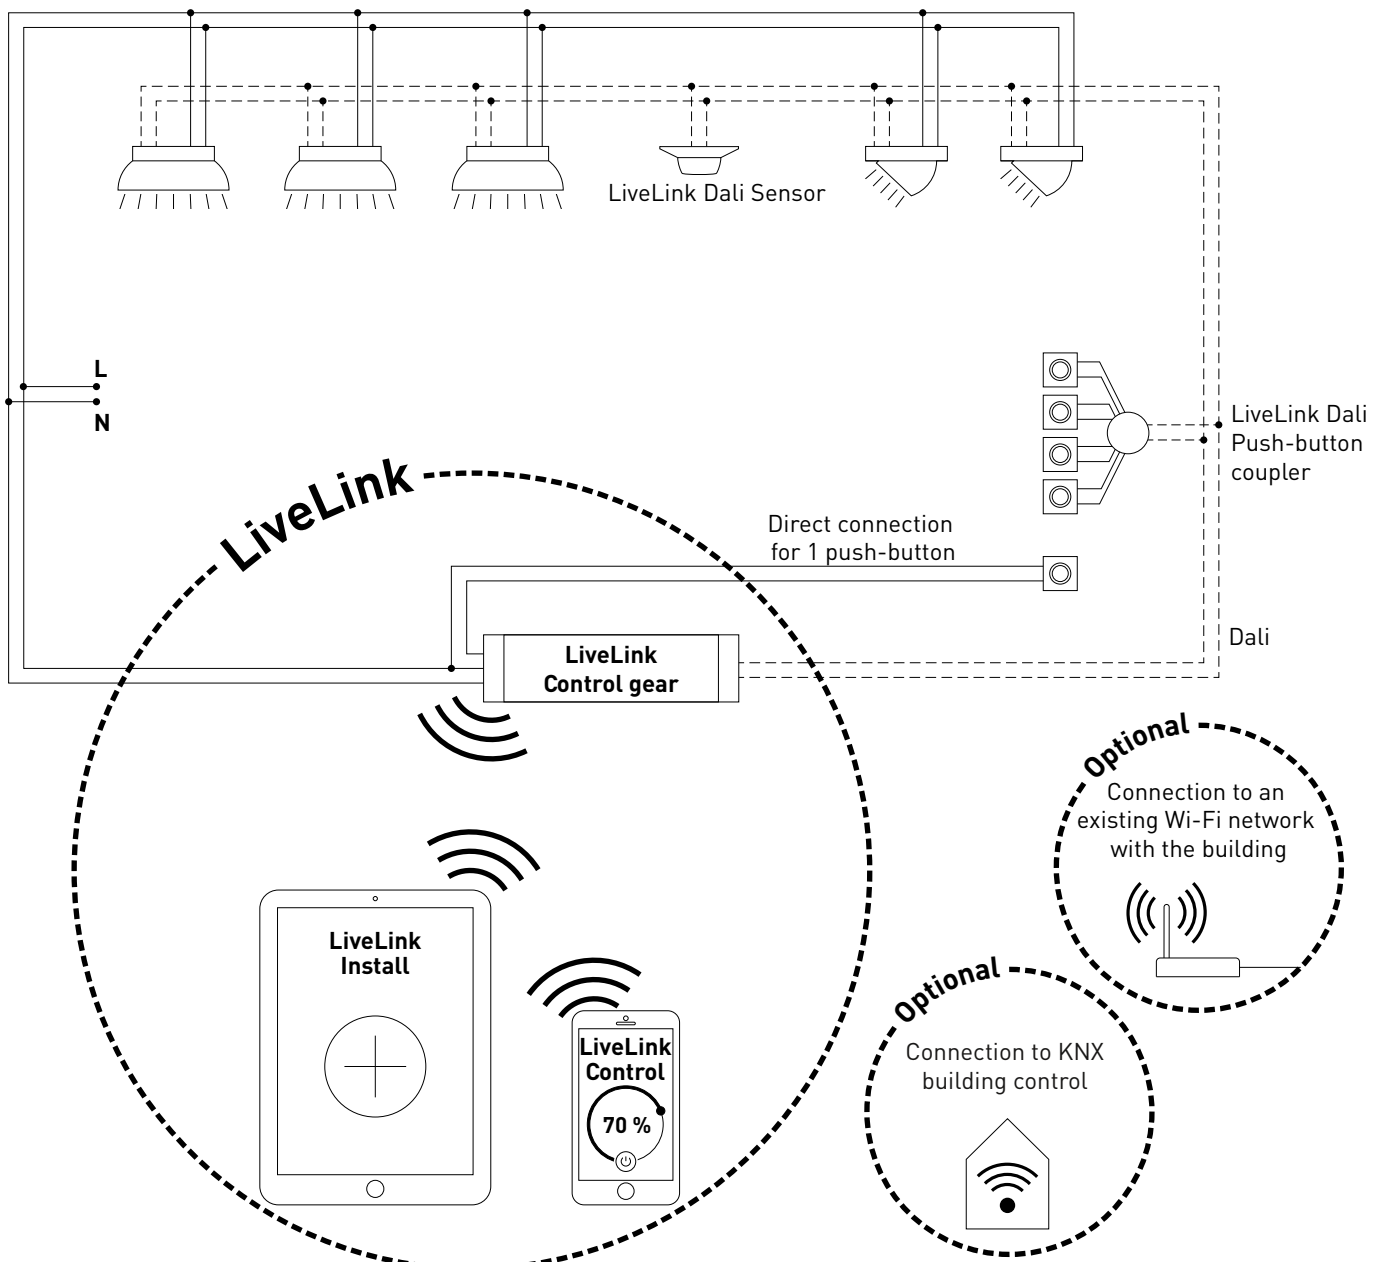 LiveLink Dali Sensor
L
N
LiveLink Dali
Push-button
coupler
LiveLink
Direct connection
for 1 push-button
Dali
LiveLink
Control gear
Optional
Connection to an
existing Wi-Fi network
with the building
LiveLink
Install
LiveLink
Control
70 %
Optional
Connection to KNX
building control